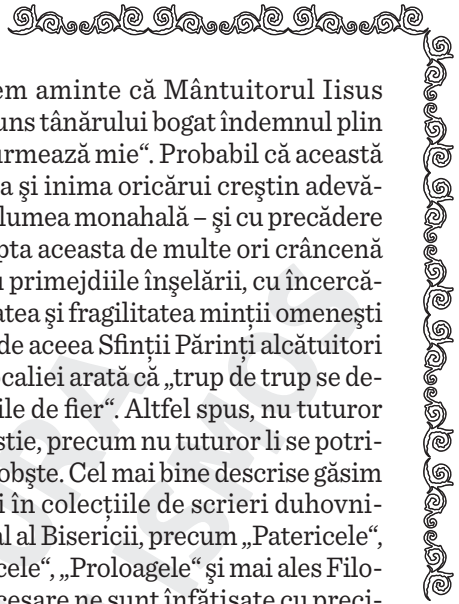 em aminte că Mântuitorul Iisus
uns tânărului bogat îndemnul plin
urmează mie“. Probabil că această
a şi inima oricărui creştin adevă-
lumea monahală – şi cu precădere
pta aceasta de multe ori crâncenă
u primejdiile înşelării, cu încercă-
tea şi fragilitatea minţii omeneşti
de aceea Sfinţii Părinţi alcătuitori
ocaliei arată că „trup de trup se de-
ile de fier“. Altfel spus, nu tuturor
stie, precum nu tuturor li se potri-
obşte. Cel mai bine descrise găsim
i în colecţiile de scrieri duhovni-
al al Bisericii, precum „Patericele“,
cele“, „Proloagele“ şi mai ales Filo-
cesare ne sunt înfăţişate cu preci-